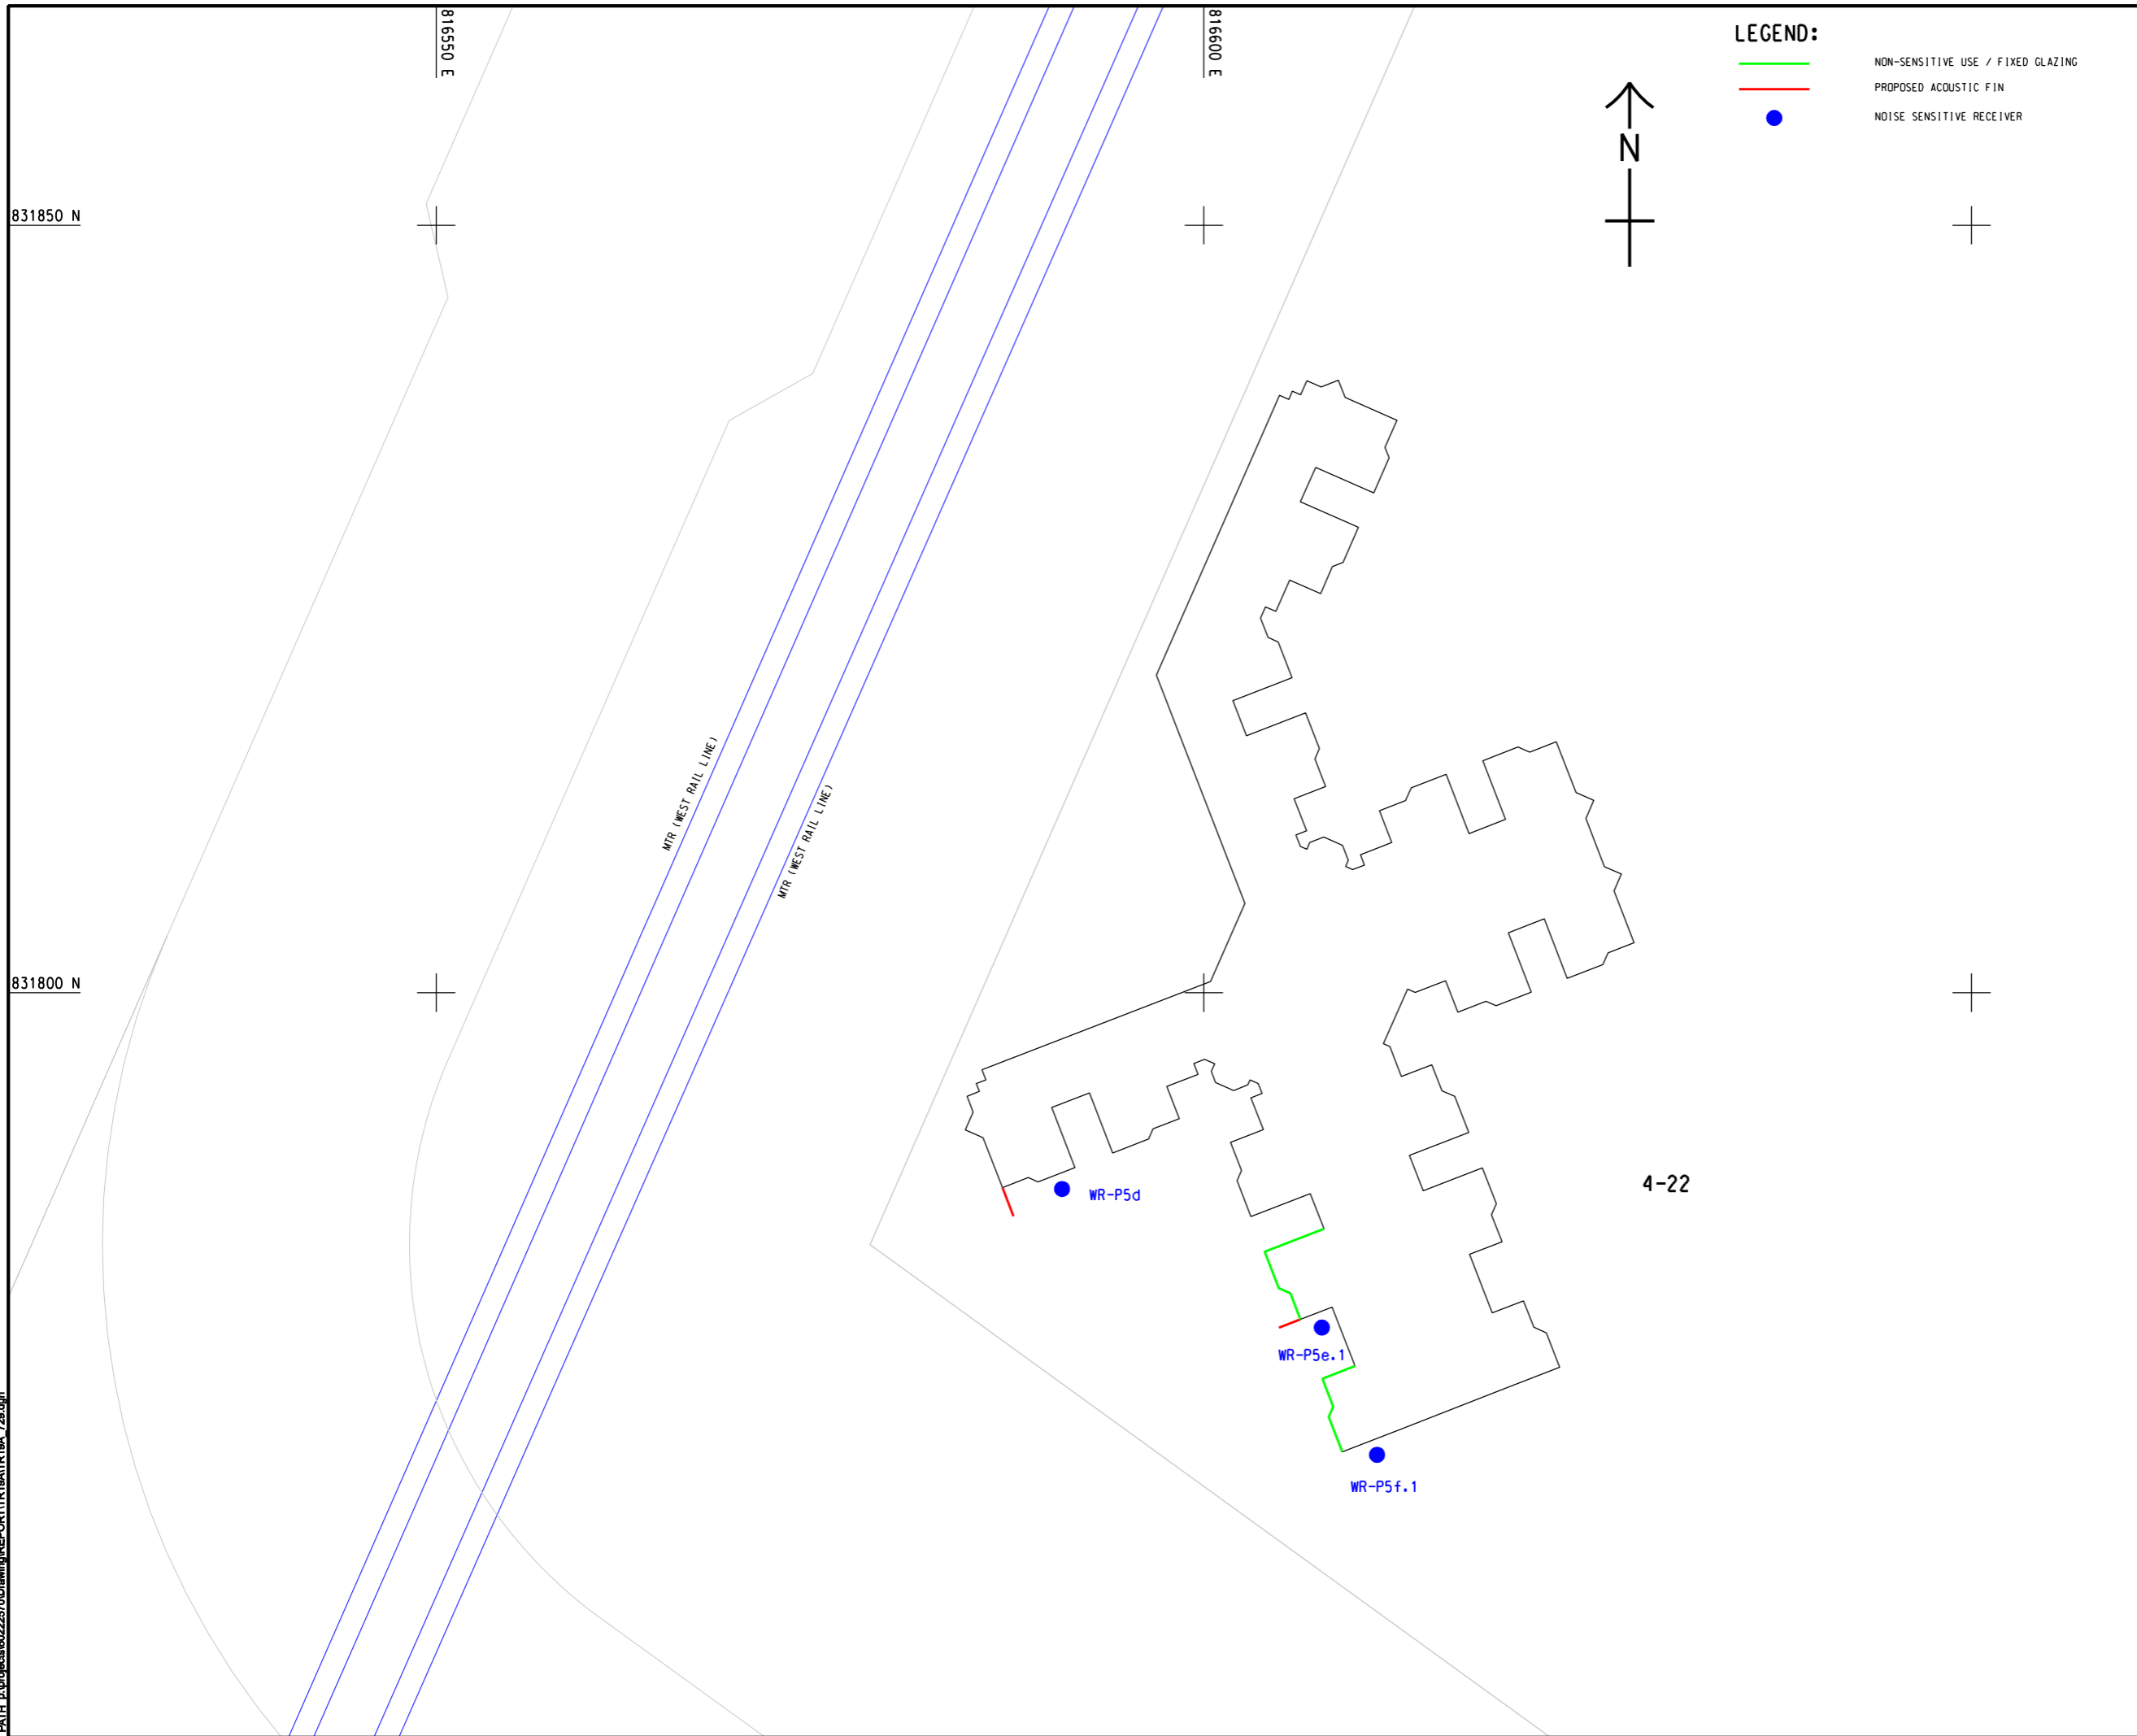 816550 E
816600 E
LEGEND:
NON-SENSITIVE USE / FIXED GLAZING
PROPOSED ACOUSTIC FIN
NOISE SENSITIVE RECEIVER
N
831850 N
MTR (WEST RAIL LINE)
MTR (WEST RAIL LINE)
831800 N
4-22
WR-P5d
WR-P5e.1
WR-P5f.1